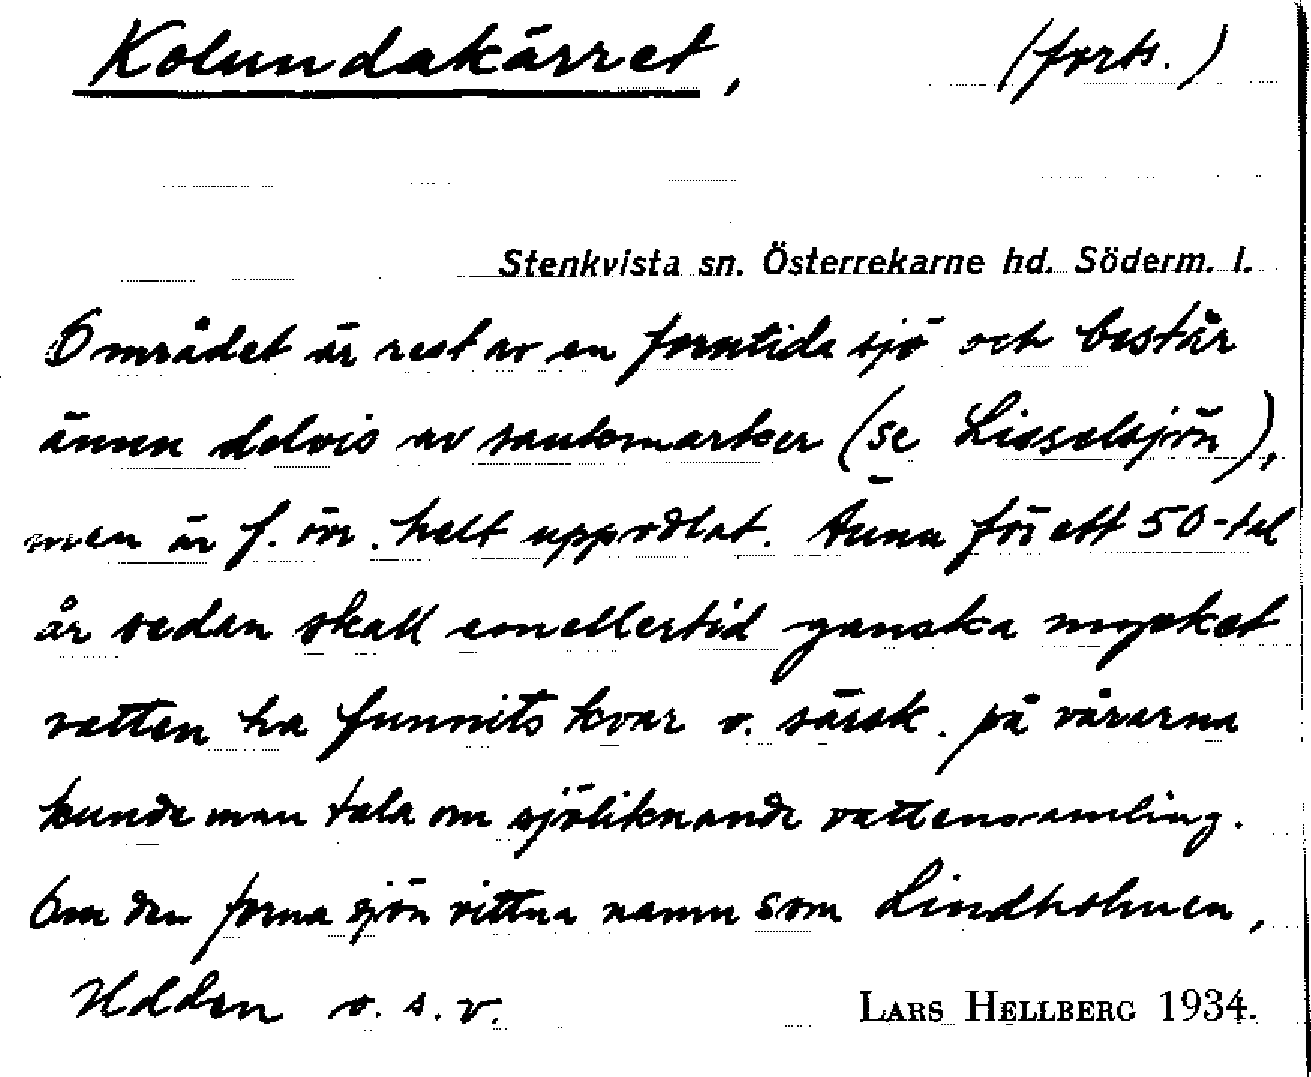 Kolundakärret, (forts.)
Stenkvista sn. Österrekarne hd. Söderm. l.
Området är rest av en forntida sjö och består
ännu delvis av sankmarker (se Lisselsjön),
men är f. ör. helt uppodlat. Ännu för ett 50-tal
år sedan skall emellertid ganska mycket
vatten ha funnits kvar o. särsk. på vårarna
kunde man tala om sjöliknande vattensamling.
Om den forna sjön vittna namn som Lindholmen,
Udden o. s. v. LARS HELLBERG 1934.